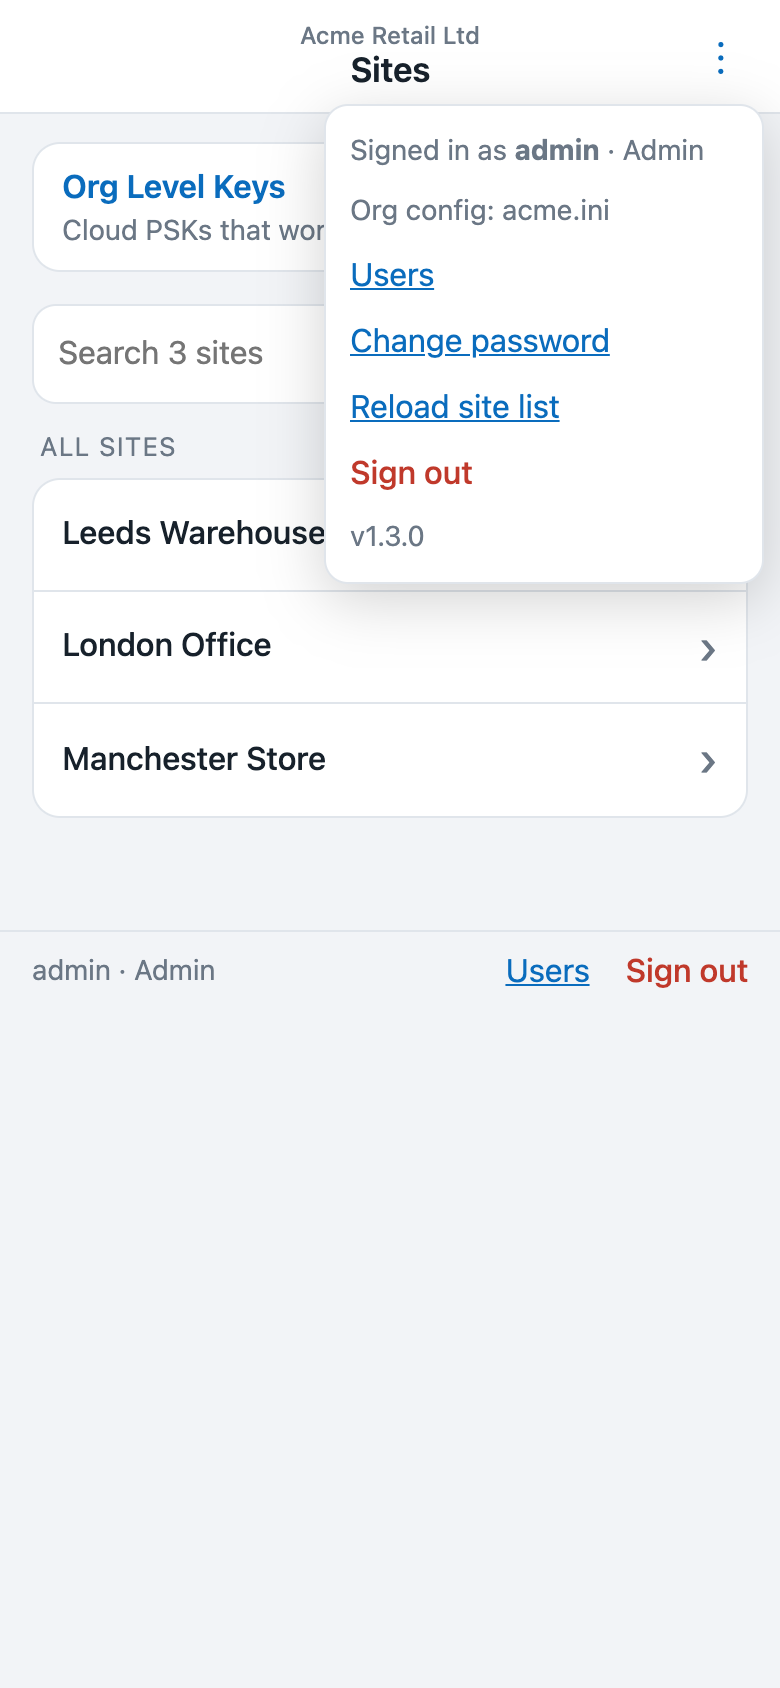 Acme Retail Ltd
Sites
Signed in as admin · Admin
Org config: acme.ini
Users
Change password
Reload site list
Sign out
v1.3.0
Org Level Keys
Cloud PSKs that wor
Search 3 sites
ALL SITES
Leeds Warehouse
London Office
Manchester Store
admin · Admin
Users Sign out